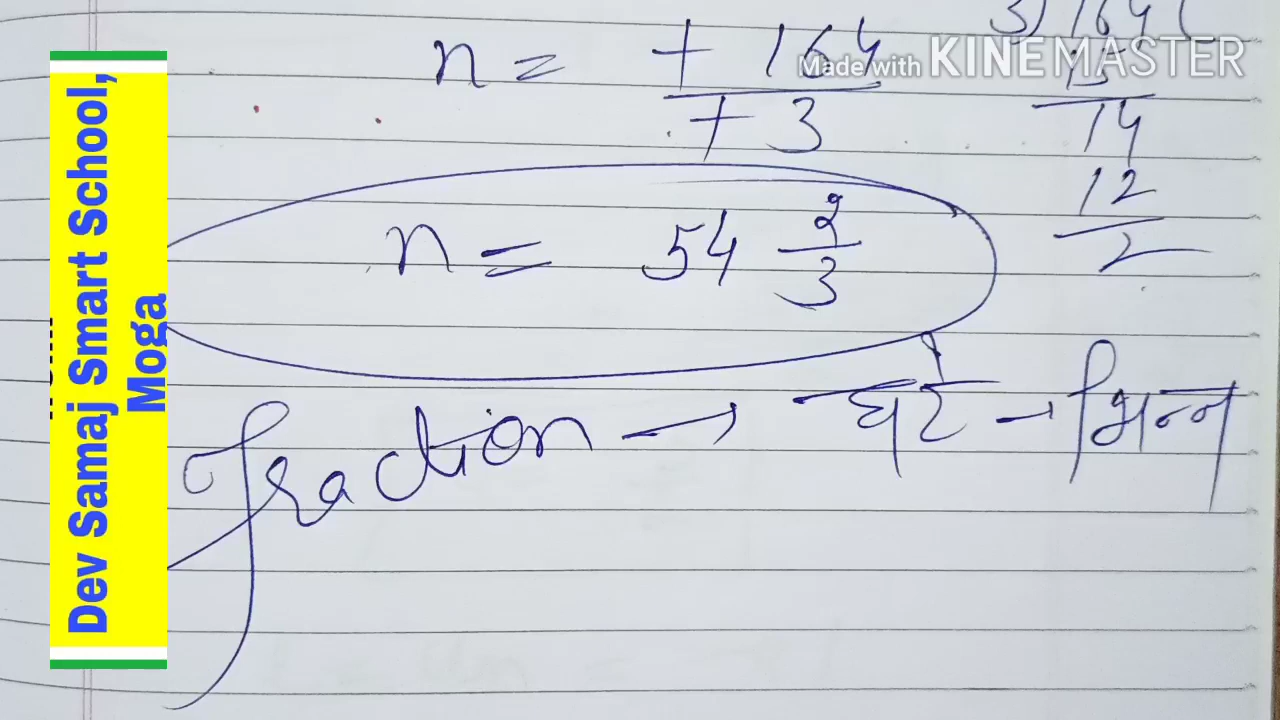 n = + 164
+ 3
3) 164 (
15
14
12
2
n = 54 2/3
fraction → घटे → भिन्न
Made with KINEMASTER
Dev Samaj Smart School,
Moga